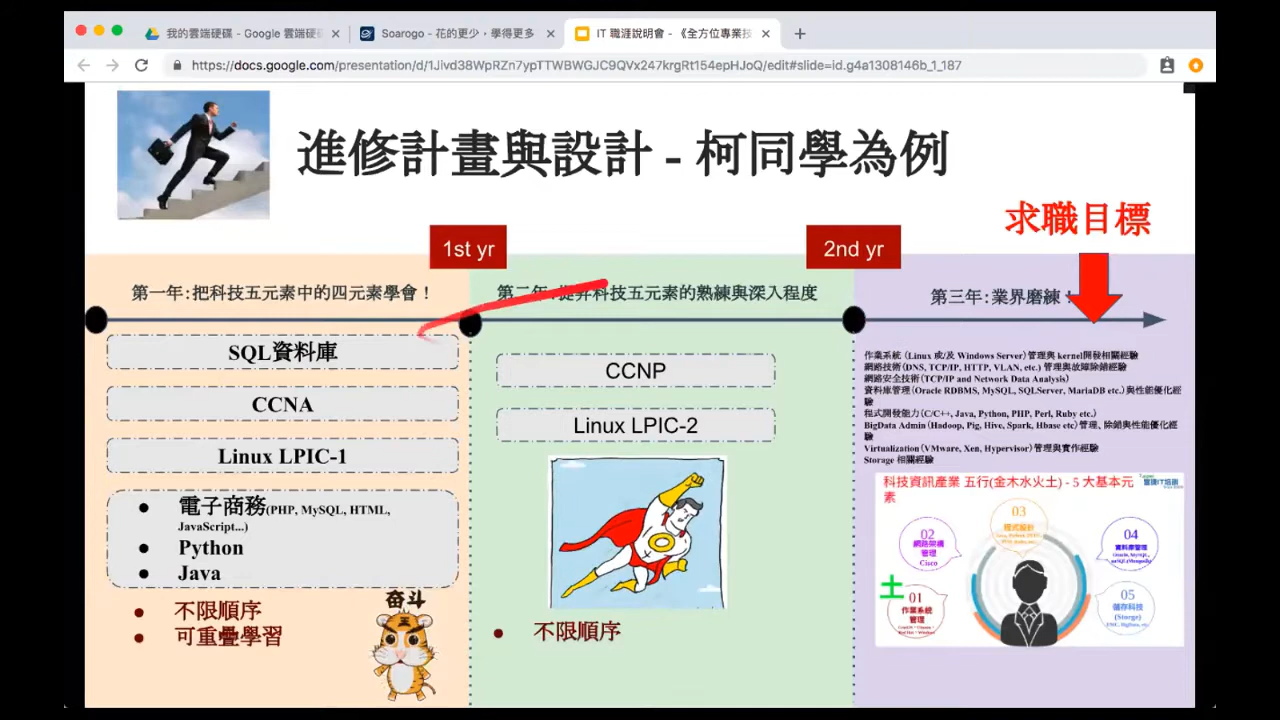 我的雲端硬碟 - Google 雲端硬
Soarogo - 花的更少，學得更多
IT 職涯說明會 - 《全方位專業技
https://docs.google.com/presentation/d/1Jivd38WpRZn7ypTTWBWGJC9QVx247krgRt154epHJoQ/edit#slide=id.g4a1308146b_1_187
進修計畫與設計 - 柯同學為例
求職目標
1st yr
2nd yr
第一年：把科技五元素中的四元素學會！
SQL資料庫
CCNA
Linux LPIC-1
電子商務(PHP, MySQL, HTML,
JavaScript...)
Python
Java
不限順序
可重疊學習
奋斗
第二年：提昇科技五元素的熟練與深入程度
CCNP
Linux LPIC-2
不限順序
第三年：業界磨練！
作業系統 (Linux 或/及 Windows Server) 管理與 kernel開發相關經驗
網路技術(DNS, TCP/IP, HTTP, VLAN, etc.) 管理與故障除錯經驗
網路安全技術(TCP/IP and Network Data Analysis)
資料庫管理(Oracle RDBMS, MySQL, SQLServer, MariaDB etc.) 與性能優化經
驗
程式開發能力(C/C++, Java, Python, PHP, Perl, Ruby etc.)
BigData Admin (Hadoop, Pig, Hive, Spark, Hbase etc) 管理、除錯與性能優化經
驗
Virtualization (VMware, Xen, Hypervisor) 管理與實作經驗
Storage 相關經驗
科技資訊產業 五行(金木水火土) - 5 大基本元
素
03
程式設計
02
網路架構
管理
Cisco
04
資料庫管理
土
01
作業系統
管理
05
儲存科技
(Storage)